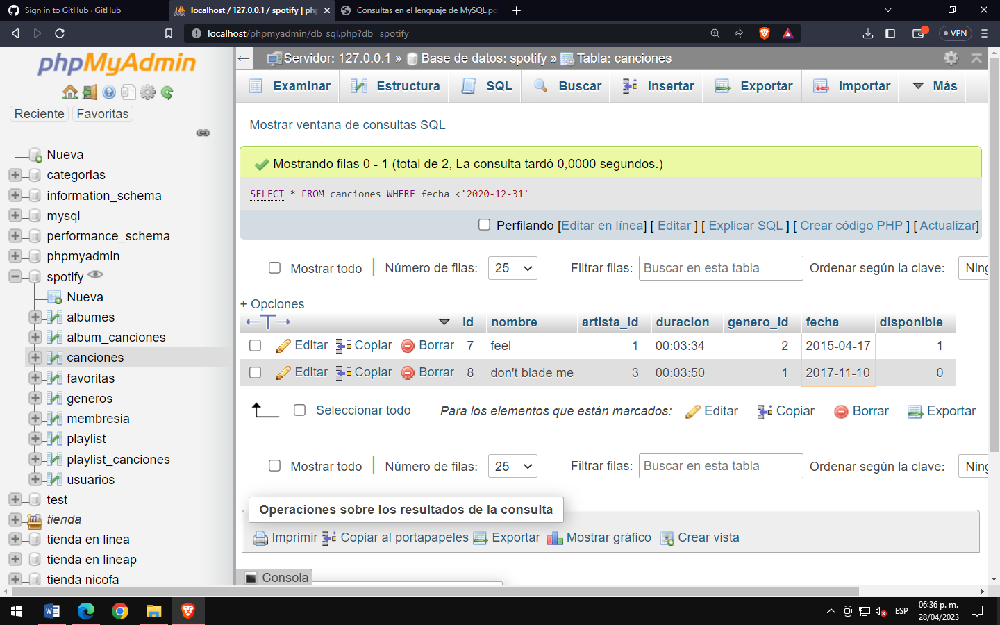 Sign in to GitHub · GitHub
localhost / 127.0.0.1 / spotify | php
Consultas en el lenguaje de MySQL.pd
localhost/phpmyadmin/db_sql.php?db=spotify
VPN
phpMyAdmin
Reciente Favoritas
Nueva
categorias
information_schema
mysql
performance_schema
phpmyadmin
spotify
Nueva
albumes
album_canciones
canciones
favoritas
generos
membresia
playlist
playlist_canciones
usuarios
test
tienda
tienda en linea
tienda en lineap
tienda nicofa
Servidor: 127.0.0.1 » Base de datos: spotify » Tabla: canciones
Examinar Estructura SQL Buscar Insertar Exportar Importar Más
Mostrar ventana de consultas SQL
Mostrando filas 0 - 1 (total de 2, La consulta tardó 0,0000 segundos.)
SELECT * FROM canciones WHERE fecha <'2020-12-31'
Perfilando [Editar en línea] [ Editar ] [ Explicar SQL ] [ Crear código PHP ] [ Actualizar]
Mostrar todo | Número de filas: 25 Filtrar filas: Buscar en esta tabla Ordenar según la clave: Ning
+ Opciones
id nombre artista_id duracion genero_id fecha disponible
Editar Copiar Borrar 7 feel 1 00:03:34 2 2015-04-17 1
Editar Copiar Borrar 8 don't blade me 3 00:03:50 1 2017-11-10 0
Seleccionar todo Para los elementos que están marcados: Editar Copiar Borrar Exportar
Mostrar todo | Número de filas: 25 Filtrar filas: Buscar en esta tabla Ordenar según la clave: Ning
Operaciones sobre los resultados de la consulta
Imprimir Copiar al portapapeles Exportar Mostrar gráfico Crear vista
Consola
ESP
06:36 p. m.
28/04/2023